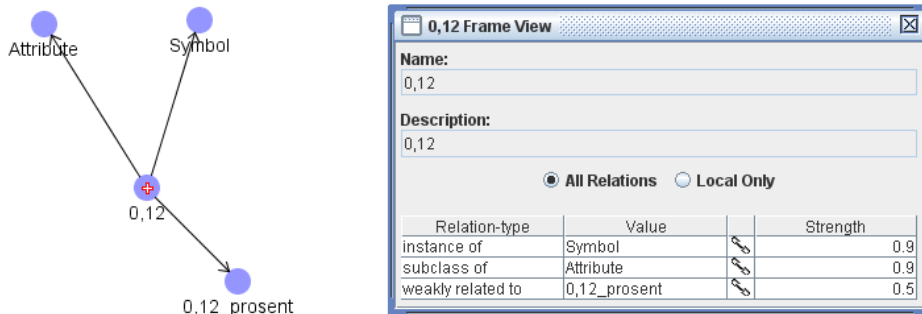 Attribute
Symbol
0,12
0,12_prosent
0,12 Frame View
Name:
0,12
Description:
0,12
All Relations Local Only
Relation-type Value Strength
instance of Symbol 0.9
subclass of Attribute 0.9
weakly related to 0,12_prosent 0.5